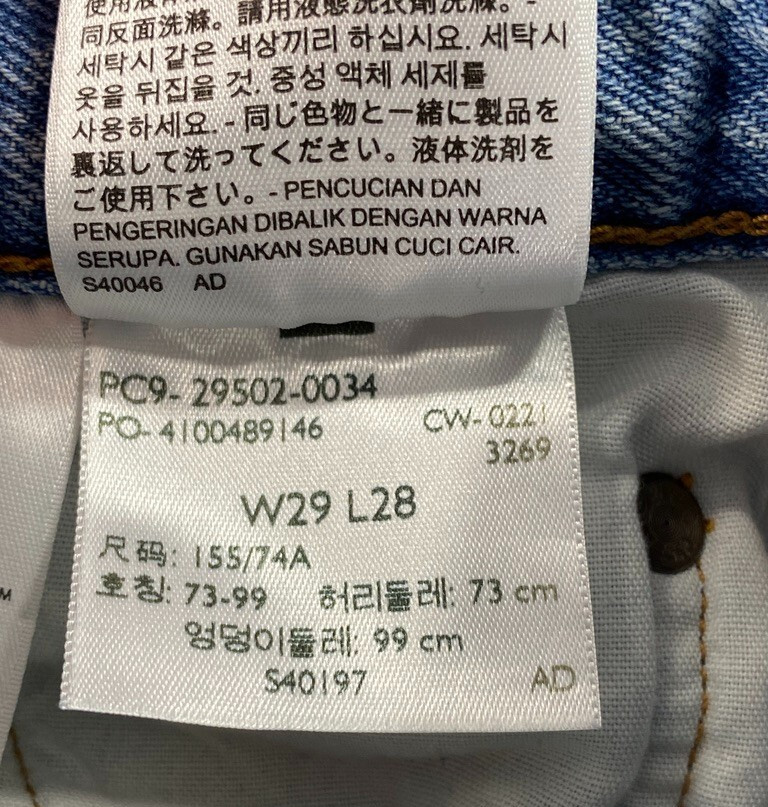 同反面洗滌。請用液態洗衣劑洗滌。-
세탁시 같은 색상끼리 하십시요. 세탁시
옷을 뒤집을 것. 중성 액체 세제를
사용하세요. - 同じ色物と一緒に製品を
裏返して洗ってください。液体洗剤を
ご使用下さい。- PENCUCIAN DAN
PENGERINGAN DIBALIK DENGAN WARNA
SERUPA. GUNAKAN SABUN CUCI CAIR.
S40046 AD
PC9- 29502-0034
PO- 4100489146 CW- 0221
3269
W29 L28
尺码: 155/74A
호칭: 73-99 허리둘레: 73 cm
엉덩이둘레: 99 cm
S40197 AD